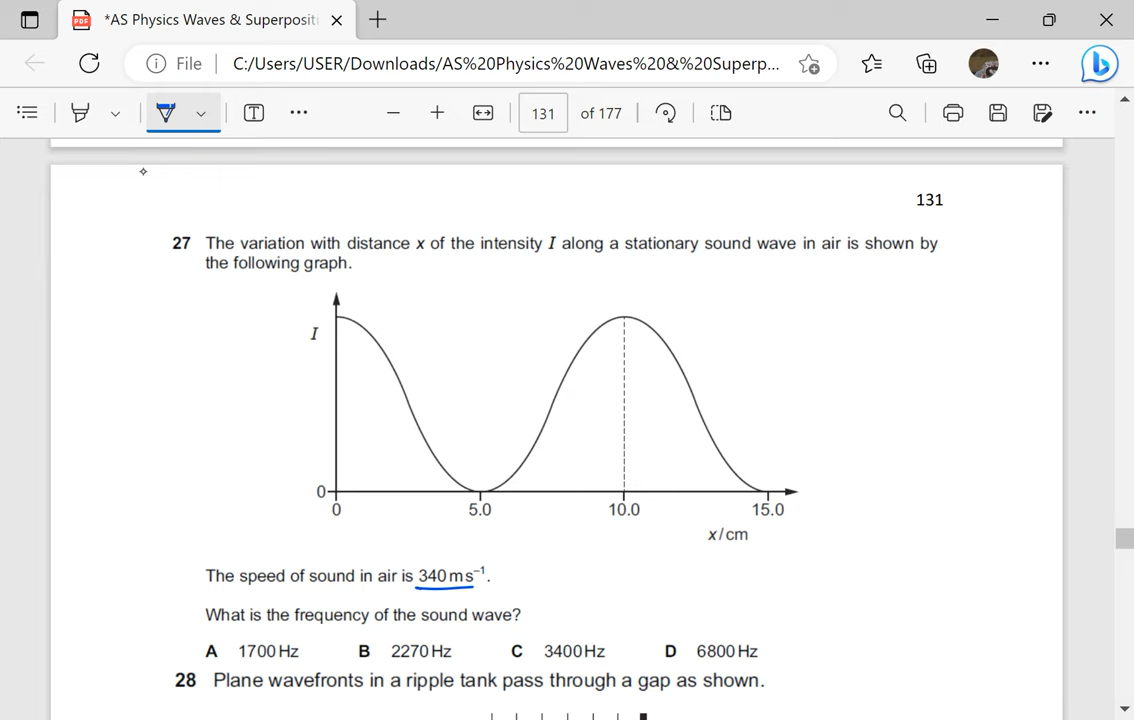 *AS Physics Waves & Superposit
File
C:/Users/USER/Downloads/AS%20Physics%20Waves%20&%20Superp...
131 of 177
131
27 The variation with distance x of the intensity I along a stationary sound wave in air is shown by
the following graph.
I
0
0 5.0 10.0 15.0
x/cm
The speed of sound in air is 340 m s⁻¹.
What is the frequency of the sound wave?
A 1700 Hz B 2270 Hz C 3400 Hz D 6800 Hz
28 Plane wavefronts in a ripple tank pass through a gap as shown.